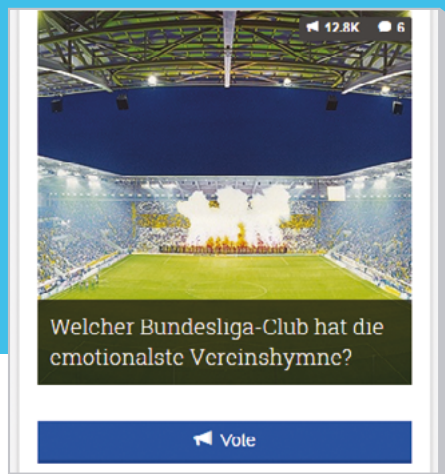 12.8K 6
Welcher Bundesliga-Club hat die
emotionalste Vereinshymne?
Vote